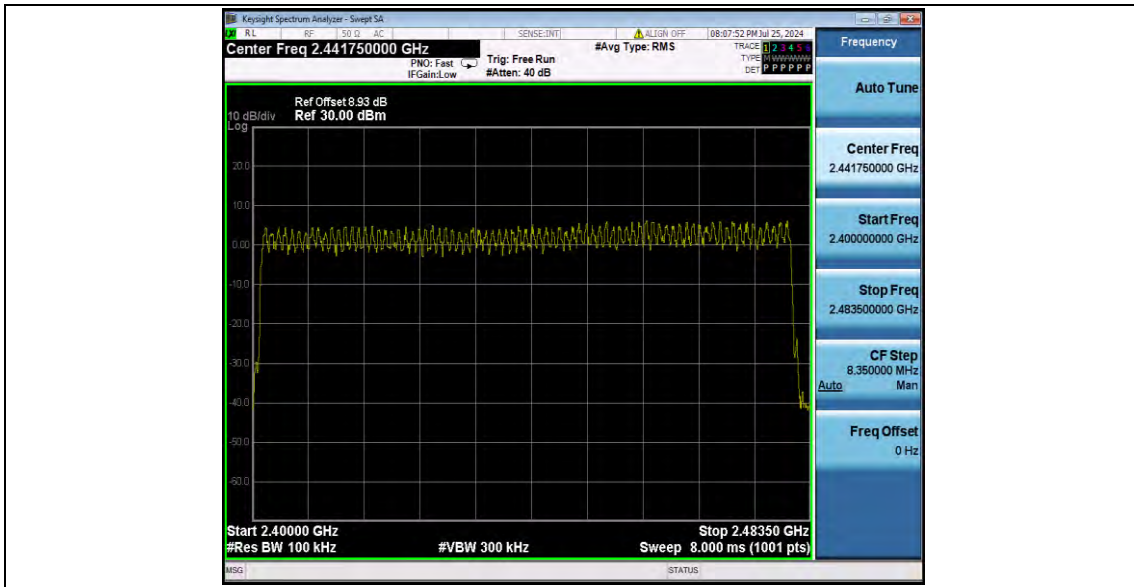 Keysight Spectrum Analyzer - Swept SA
RL RF 50 Ω AC SENSE:INT ALIGN OFF 08:07:52 PM Jul 25, 2024
Center Freq 2.441750000 GHz #Avg Type: RMS TRACE 1 2 3 4 5 6
PNO: Fast Trig: Free Run TYPE M WWWWW
IFGain:Low #Atten: 40 dB DET P P P P P P
Ref Offset 8.93 dB
10 dB/div Ref 30.00 dBm
Log
20.0
10.0
0.00
-10.0
-20.0
-30.0
-40.0
-50.0
-60.0
Start 2.40000 GHz Stop 2.48350 GHz
#Res BW 100 kHz #VBW 300 kHz Sweep 8.000 ms (1001 pts)
MSG STATUS
Frequency
Auto Tune
Center Freq
2.441750000 GHz
Start Freq
2.400000000 GHz
Stop Freq
2.483500000 GHz
CF Step
8.350000 MHz
Auto Man
Freq Offset
0 Hz